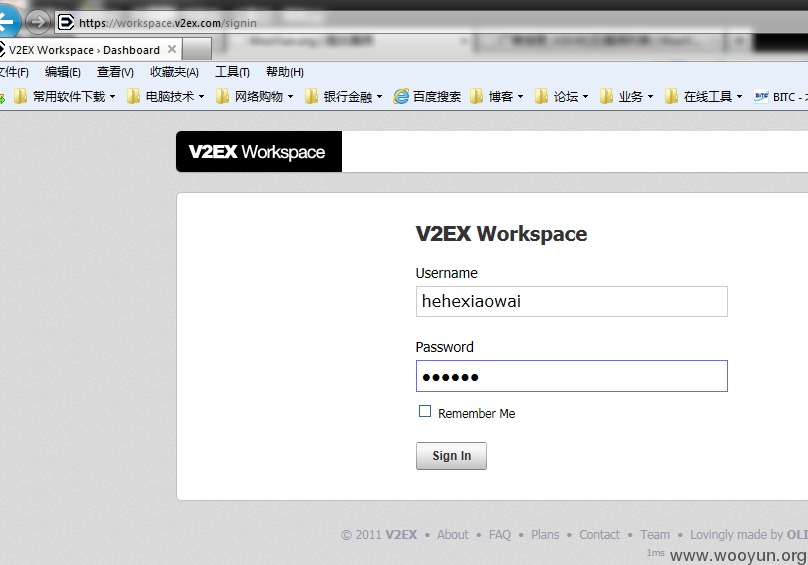 https://workspace.v2ex.com/signin
V2EX Workspace › Dashboard
文件(F) 编辑(E) 查看(V) 收藏夹(A) 工具(T) 帮助(H)
常用软件下载 电脑技术 网络购物 银行金融 百度搜索 博客 论坛 业务 在线工具 BITC -
V2EX Workspace
V2EX Workspace
Username
hehexiaowai
Password
Remember Me
Sign In
© 2011 V2EX • About • FAQ • Plans • Contact • Team • Lovingly made by OLI
1ms
www.wooyun.org